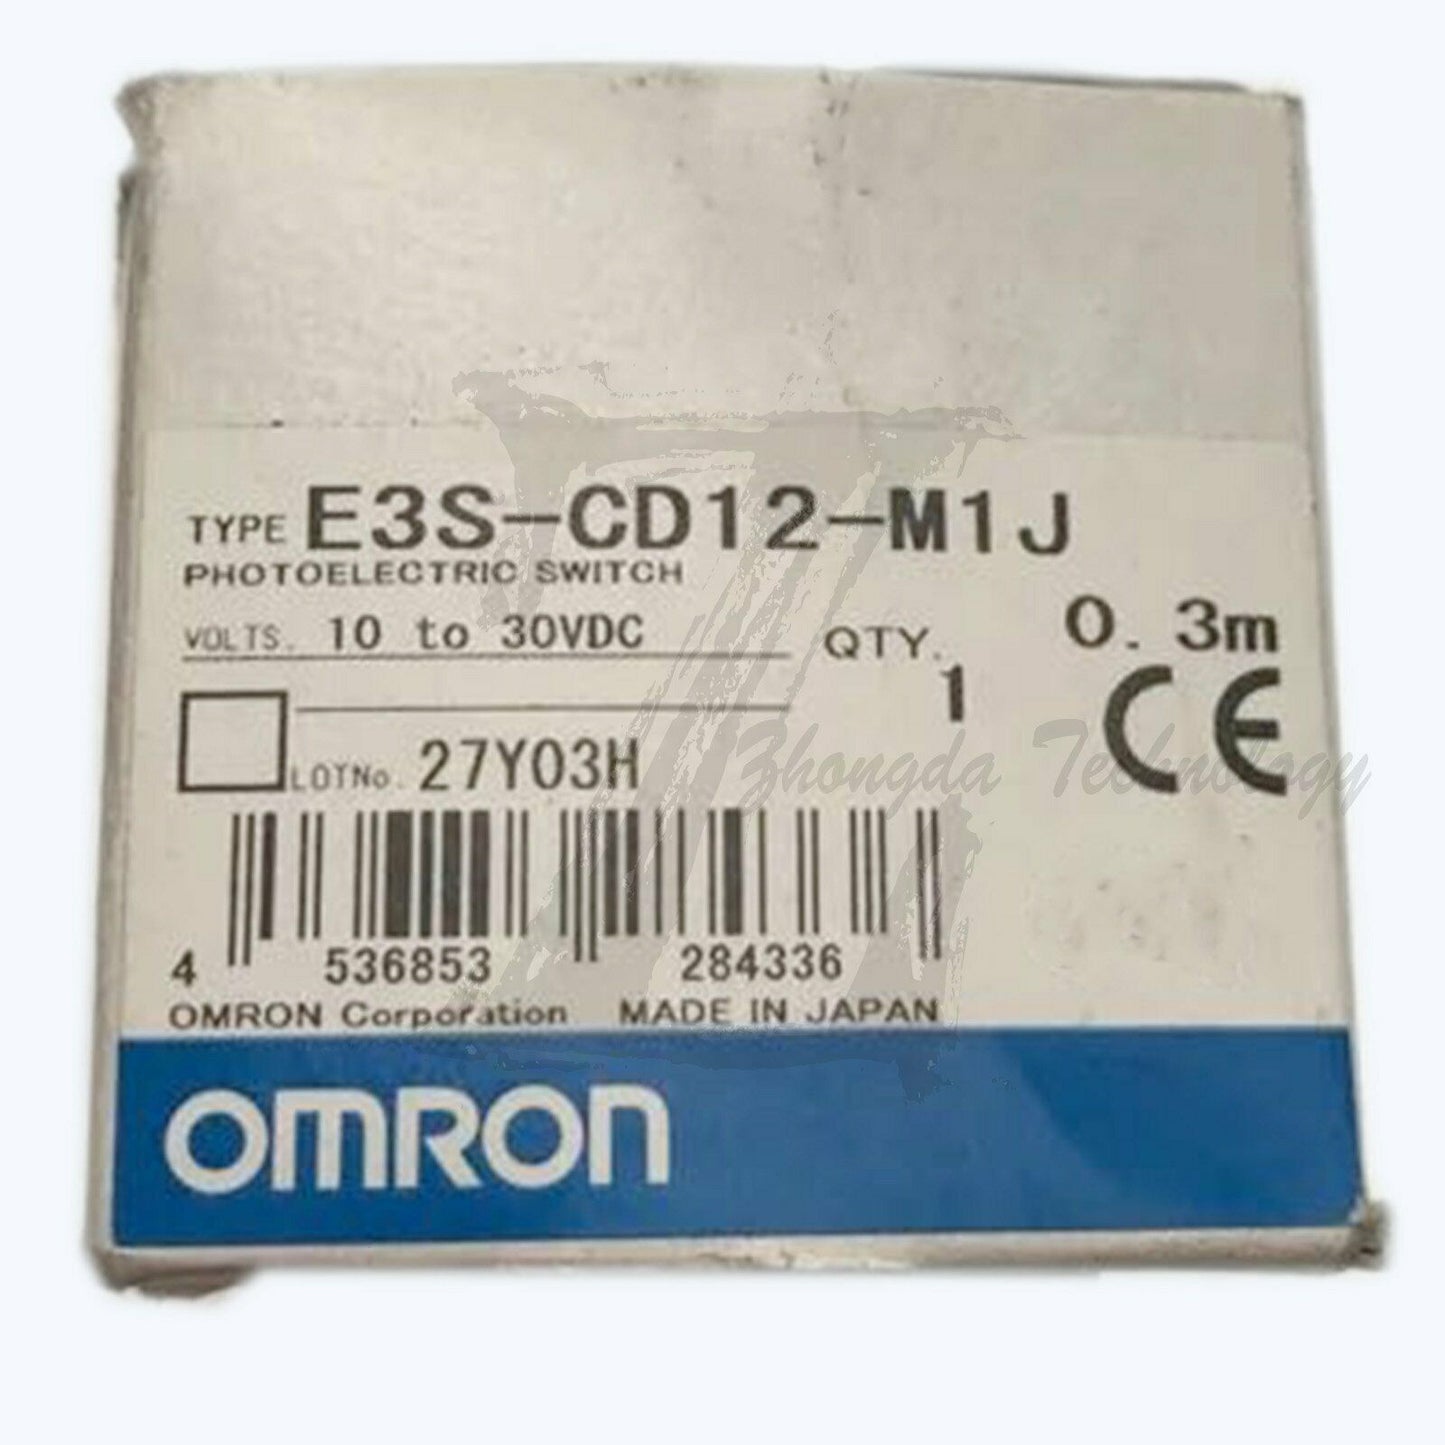 TYPE E3S-CD12-M1J
PHOTOELECTRIC SWITCH
VOLTS. 10 to 30VDC
QTY. 1
0.3m
CE
LOTNo. 27Y03H
Zhongda Technology
4 536853 284336
OMRON Corporation MADE IN JAPAN
OMRON